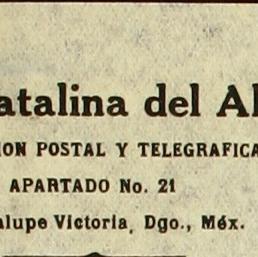 atalina del Al
ION POSTAL Y TELEGRAFICA
APARTADO No. 21
alupe Victoria, Dgo., Méx.